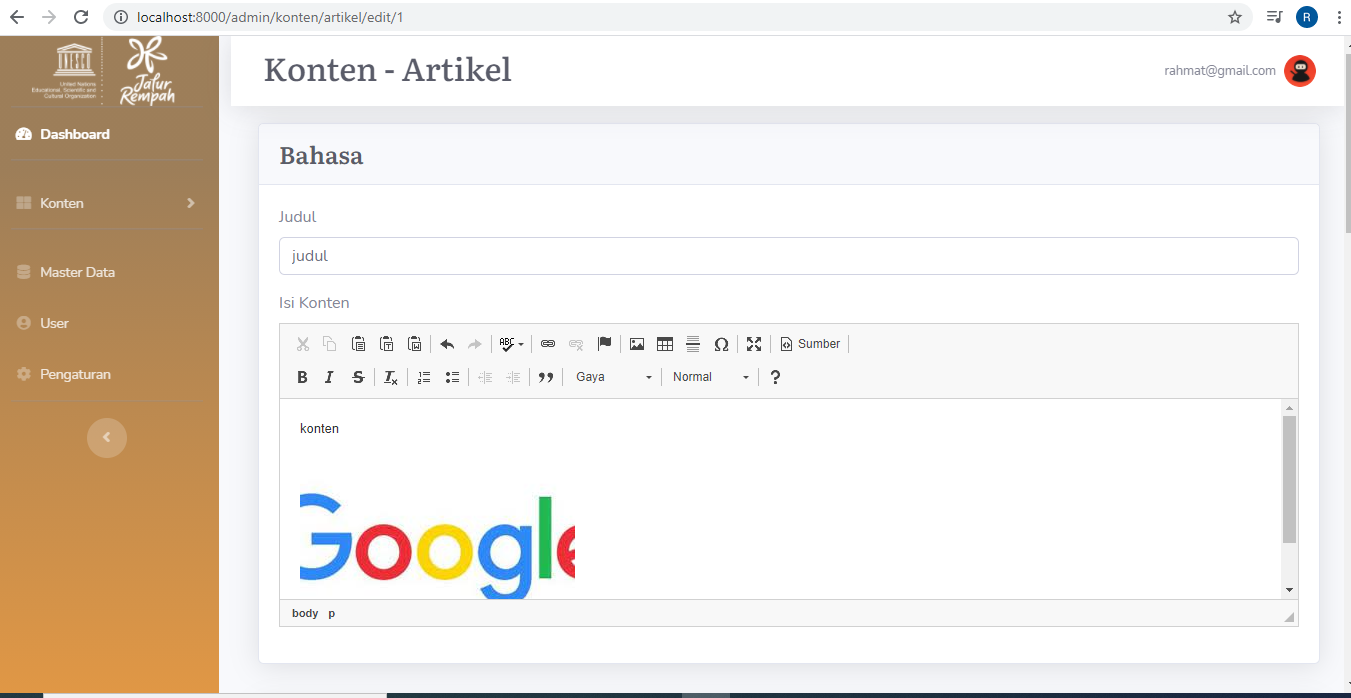 localhost:8000/admin/konten/artikel/edit/1
R
United Nations
Educational, Scientific and
Cultural Organization
Jalur
Rempah
Konten - Artikel
rahmat@gmail.com
Dashboard
Konten
Master Data
User
Pengaturan
Bahasa
Judul
judul
Isi Konten
ABC
Sumber
B I S Ix
Gaya
Normal
?
konten
Google
body p